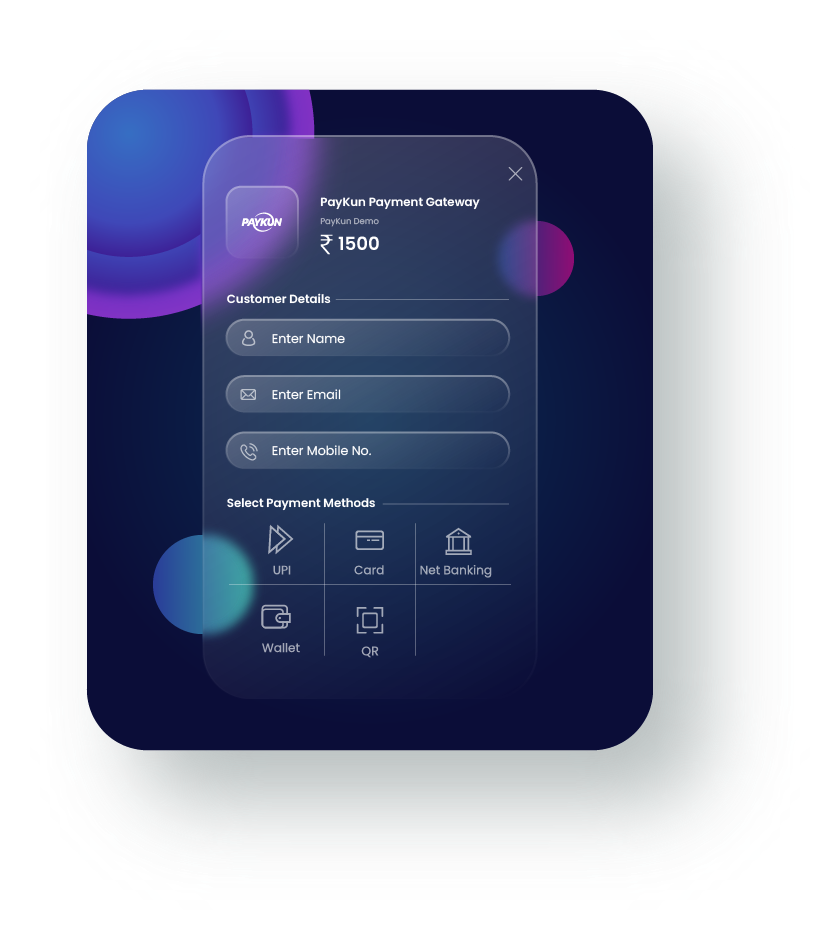 PAYKUN
PayKun Payment Gateway
PayKun Demo
₹ 1500
Customer Details
Enter Name
Enter Email
Enter Mobile No.
Select Payment Methods
UPI Card Net Banking
Wallet QR